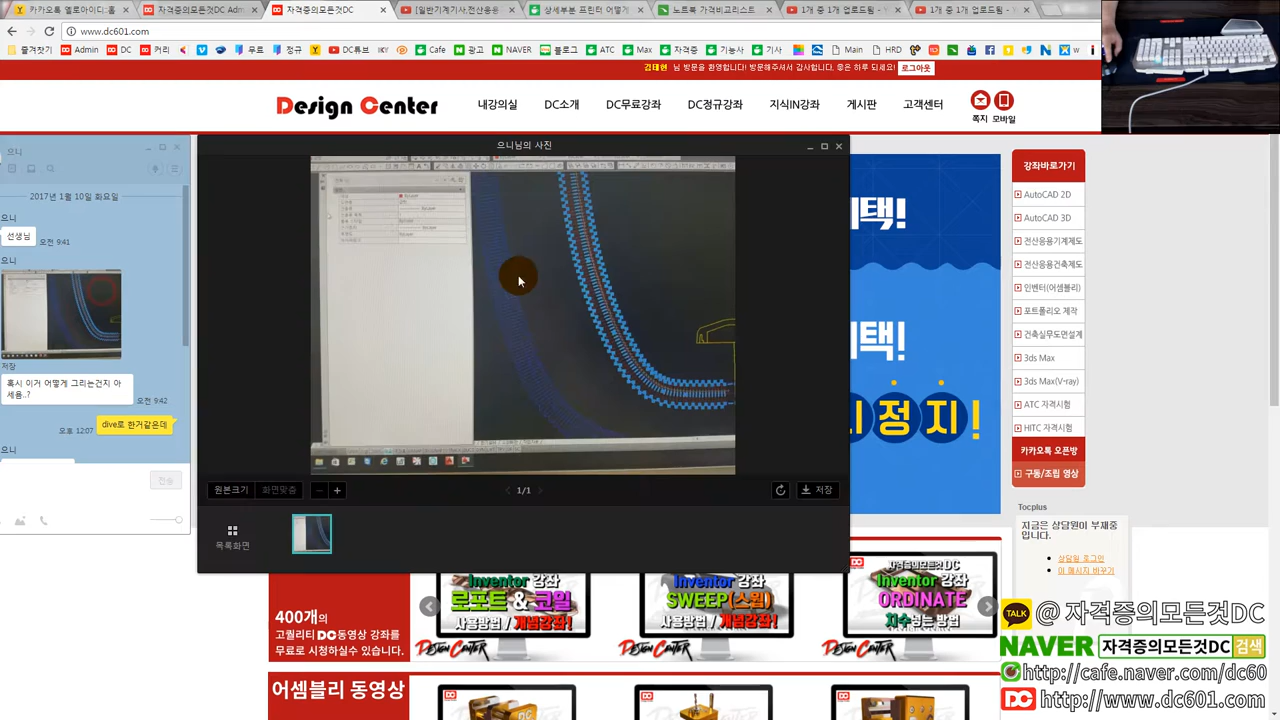 카카오톡 옐로아이디:홈
자격증의모든것DC Adm
자격증의모든것DC
[일반기계기사,전산응용
상세부분 프린터 어떻게
노트북 가격비교리스트
1개 중 1개 업로드됨
1개 중 1개 업로드됨
www.dc601.com
즐겨찾기
Admin
DC
커리
우루
정규
DC튜브
IKY
Cafe
광고
NAVER
블로그
ATC
Max
자격증
기능사
기사
Main
HRD
김태현 님 방문을 환영합니다! 방문해주셔서 감사합니다. 좋은 하루 되세요!
로그아웃
Design Center
내강의실
DC소개
DC무료강좌
DC정규강좌
지식IN강좌
게시판
고객센터
쪽지
모바일
으니
2017년 1월 10일 화요일
으니
선생님
오전 9:41
으니
저장
혹시 이거 어떻게 그리는건지 아
세욤..?
오전 9:42
dive로 한거같은데
오후 12:07
으니
전송
으니님의 사진
원본크기
화면맞춤
1/1
저장
목록화면
택!
택!
정지!
강좌바로가기
AutoCAD 2D
AutoCAD 3D
전산응용기계제도
전산응용건축제도
인벤터(어셈블리)
포트폴리오 제작
건축실무도면설계
3ds Max
3ds Max(V-ray)
ATC 자격시험
HITC 자격시험
카카오톡 오픈방
구동/조립 영상
Tocplus
지금은 상담원이 부재중
입니다.
상담원 로그인
이 메시지 바꾸기
400개의
고퀄리티 DC동영상 강좌를
무료로 시청하실수 있습니다.
Inventor 강좌
로프트 & 코일
사용방법 / 개념강좌!
Design Center
Inventor 강좌
SWEEP(스윕)
사용방법 / 개념강좌!
Design Center
자격증의모든것DC
Inventor 강좌
ORDINATE
치수넣는 방법
Design Center
어셈블리 동영상
TALK
@ 자격증의모든것DC
NAVER 자격증의모든것DC 검색
http://cafe.naver.com/dc60
DC http://www.dc601.com